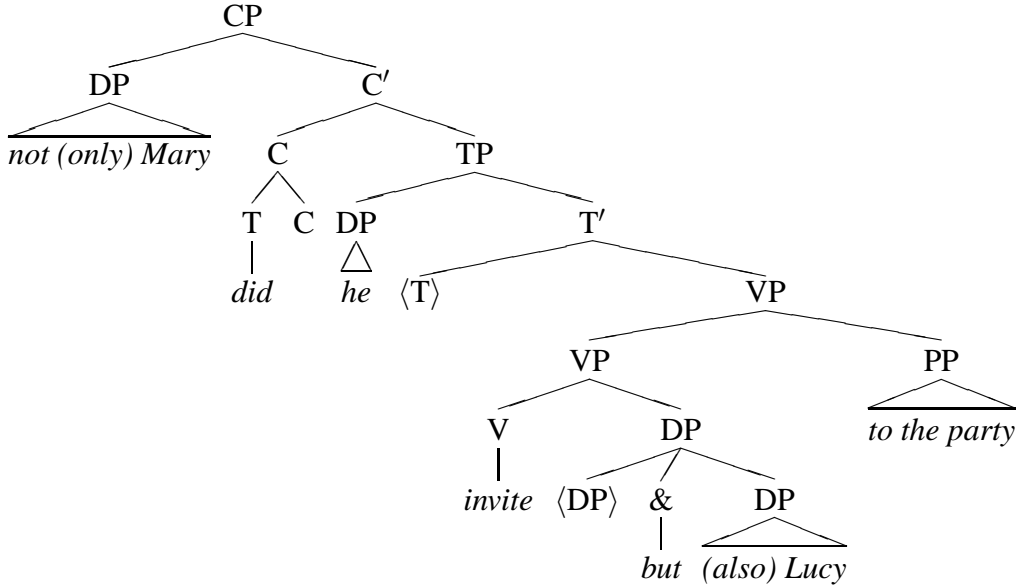 CP
DP C′
not (only) Mary C TP
T C DP T′
did he ⟨T⟩ VP
VP PP
V DP to the party
invite ⟨DP⟩ & DP
but (also) Lucy